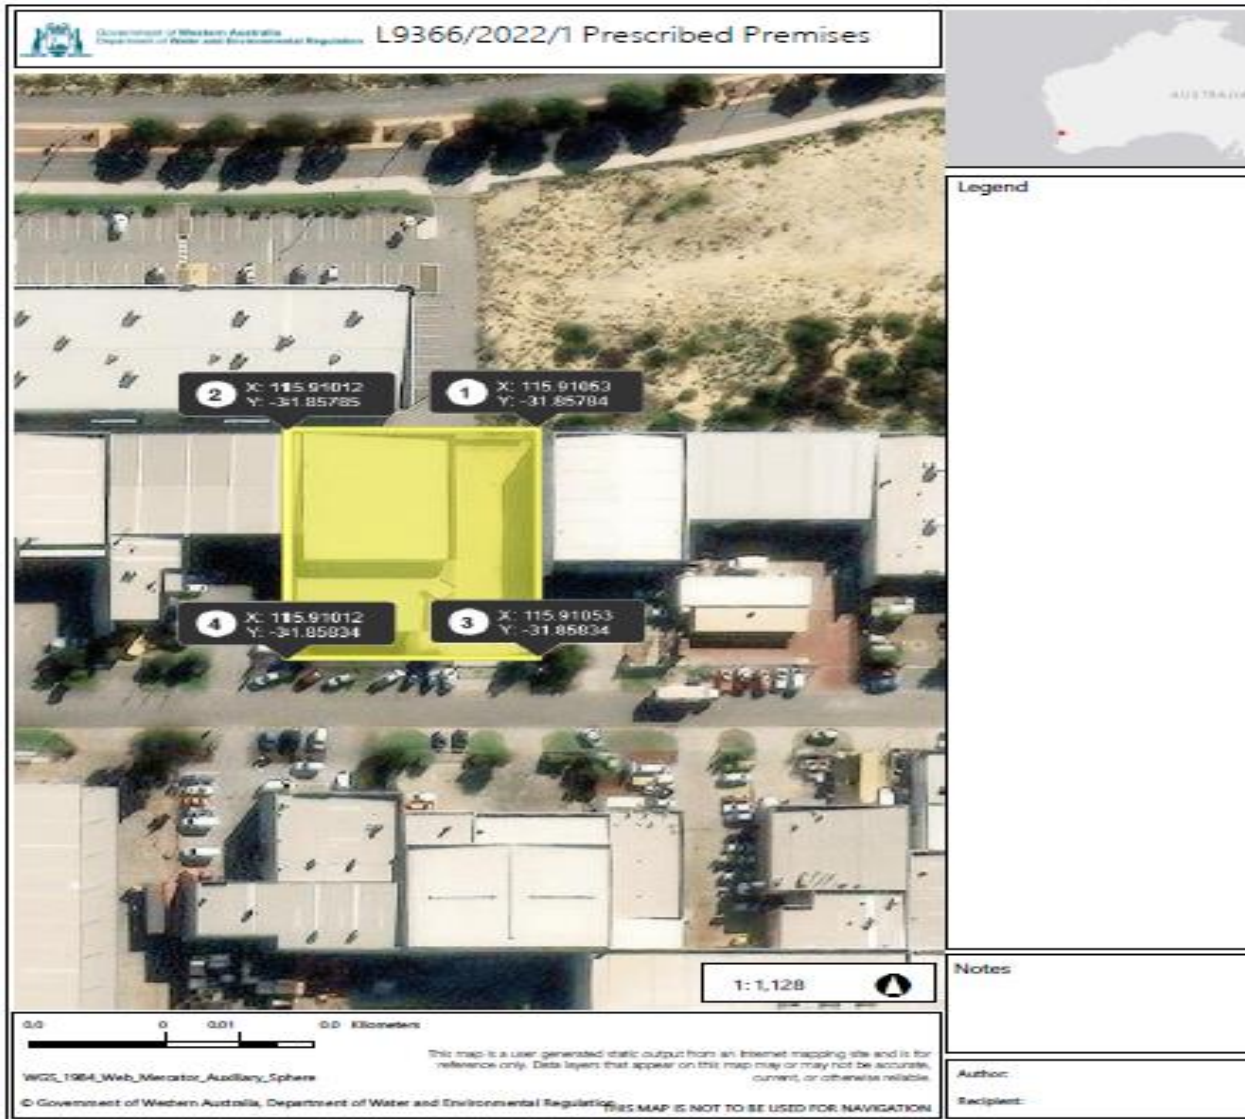 Government of Western Australia
Department of Water and Environmental Regulation
L9366/2022/1 Prescribed Premises
AUSTRALIA
Legend
2 X: 115.91012
Y: -31.85785
1 X: 115.91053
Y: -31.85784
4 X: 115.91012
Y: -31.85834
3 X: 115.91053
Y: -31.85834
1: 1,128
Notes
0.0 0 0.01 0.0 Kilometers
This map is a user generated static output from an Internet mapping site and is for
reference only. Data layers that appear on this map may or may not be accurate,
current, or otherwise reliable.
WGS_1984_Web_Mercator_Auxiliary_Sphere
© Government of Western Australia, Department of Water and Environmental Regulation
THIS MAP IS NOT TO BE USED FOR NAVIGATION
Author:
Recipient: